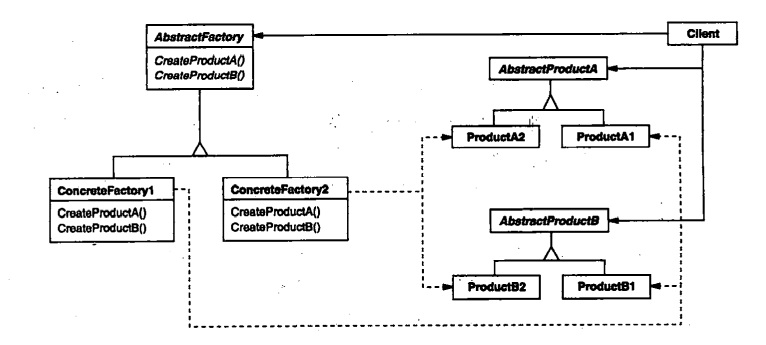 AbstractFactory
CreateProductA()
CreateProductB()
Client
AbstractProductA
ProductA2
ProductA1
ConcreteFactory1
CreateProductA()
CreateProductB()
ConcreteFactory2
CreateProductA()
CreateProductB()
AbstractProductB
ProductB2
ProductB1